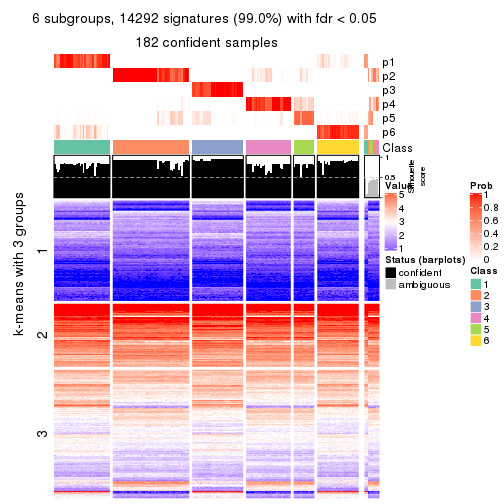 6 subgroups, 14292 signatures (99.0%) with fdr < 0.05
182 confident samples
p1
p2
p3
p4
p5
p6
Class
1
0.5
Silhouette
score
k-means with 3 groups
1
2
3
Value
5
4
3
2
1
Status (barplots)
confident
ambiguous
Prob
1
0.8
0.6
0.4
0.2
0
Class
1
2
3
4
5
6